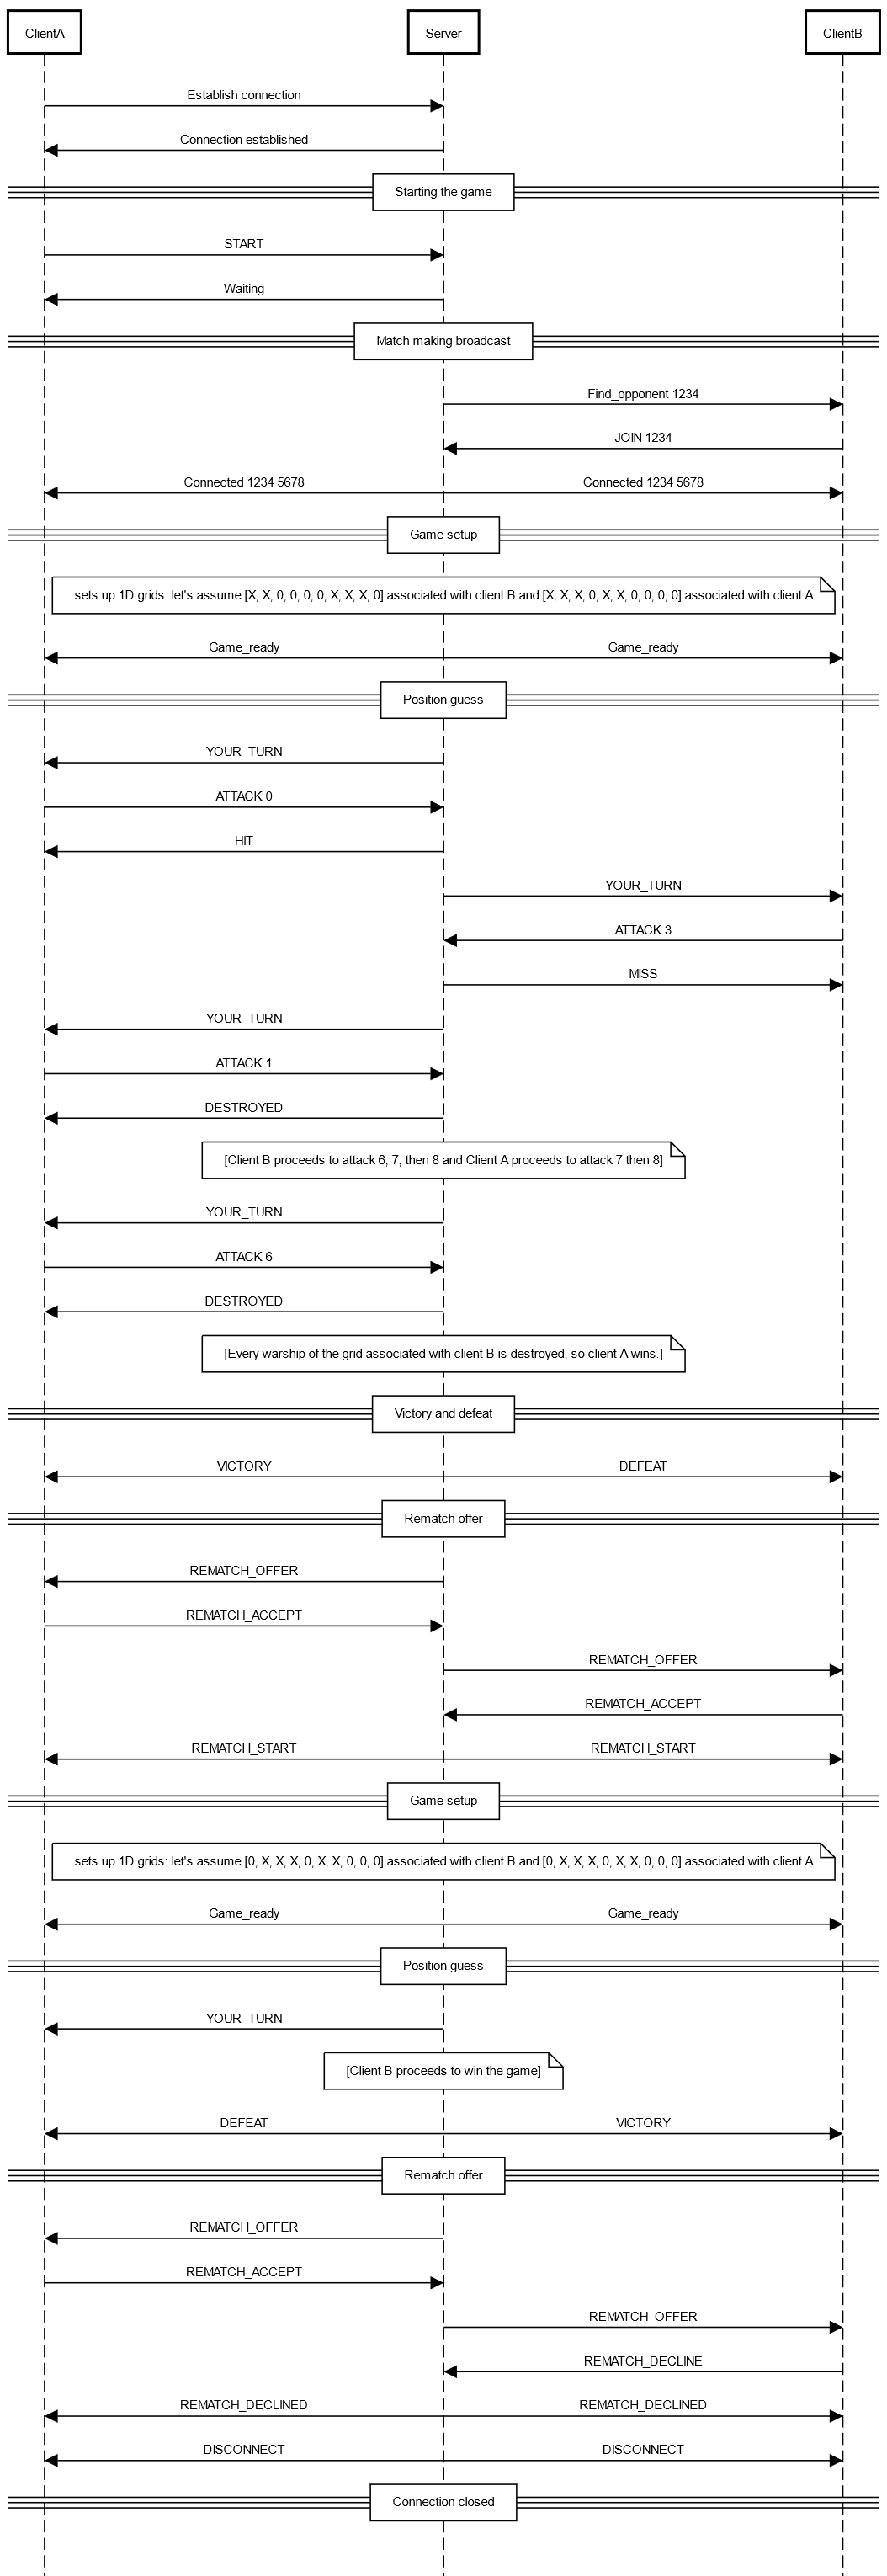 ClientA
Server
ClientB
Establish connection
Connection established
Starting the game
START
Waiting
Match making broadcast
Find_opponent 1234
JOIN 1234
Connected 1234 5678
Connected 1234 5678
Game setup
sets up 1D grids: let's assume [X, X, 0, 0, 0, 0, X, X, X, 0] associated with client B and [X, X, X, 0, X, X, 0, 0, 0, 0] associated with client A
Game_ready
Game_ready
Position guess
YOUR_TURN
ATTACK 0
HIT
YOUR_TURN
ATTACK 3
MISS
YOUR_TURN
ATTACK 1
DESTROYED
[Client B proceeds to attack 6, 7, then 8 and Client A proceeds to attack 7 then 8]
YOUR_TURN
ATTACK 6
DESTROYED
[Every warship of the grid associated with client B is destroyed, so client A wins.]
Victory and defeat
VICTORY
DEFEAT
Rematch offer
REMATCH_OFFER
REMATCH_ACCEPT
REMATCH_OFFER
REMATCH_ACCEPT
REMATCH_START
REMATCH_START
Game setup
sets up 1D grids: let's assume [0, X, X, X, 0, X, X, 0, 0, 0] associated with client B and [0, X, X, X, 0, X, X, 0, 0, 0] associated with client A
Game_ready
Game_ready
Position guess
YOUR_TURN
[Client B proceeds to win the game]
DEFEAT
VICTORY
Rematch offer
REMATCH_OFFER
REMATCH_ACCEPT
REMATCH_OFFER
REMATCH_DECLINE
REMATCH_DECLINED
REMATCH_DECLINED
DISCONNECT
DISCONNECT
Connection closed